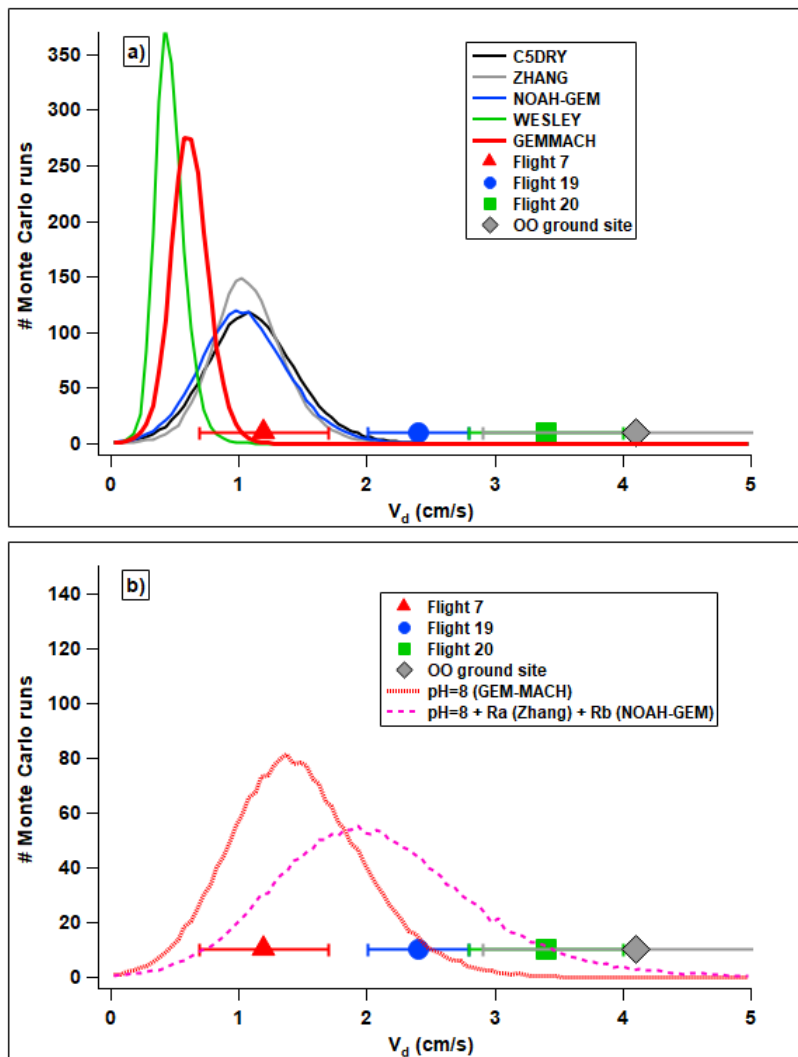 a)
350
300
250
200
150
100
50
0
# Monte Carlo runs
C5DRY
ZHANG
NOAH-GEM
WESLEY
GEMMACH
Flight 7
Flight 19
Flight 20
OO ground site
0 1 2 3 4 5
Vd (cm/s)
b)
140
120
100
80
60
40
20
0
# Monte Carlo runs
Flight 7
Flight 19
Flight 20
OO ground site
pH=8 (GEM-MACH)
pH=8 + Ra (Zhang) + Rb (NOAH-GEM)
0 1 2 3 4 5
Vd (cm/s)